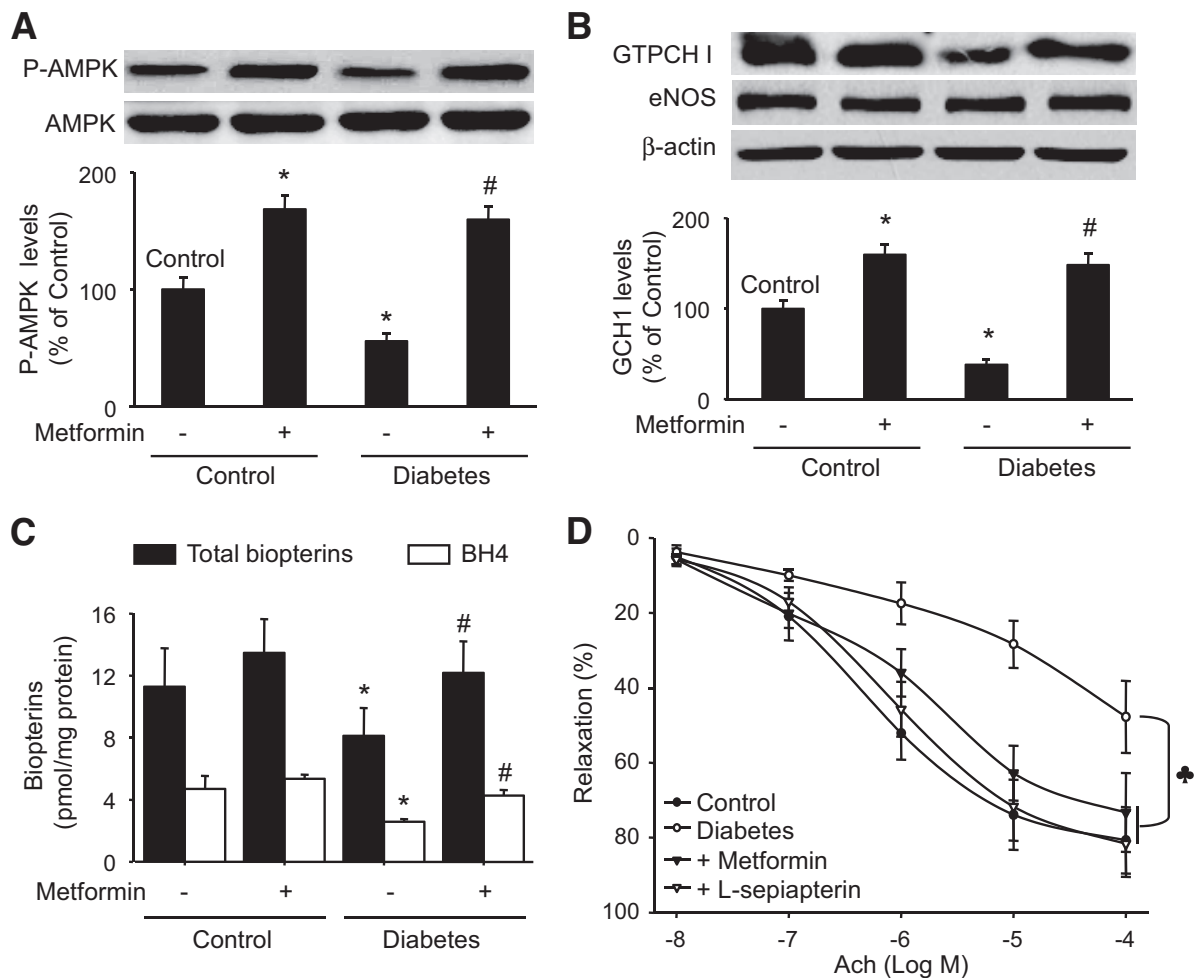 A
P-AMPK
AMPK
P-AMPK levels
(% of Control)
200
100
0
Control
*
*
#
Metformin - + - +
Control Diabetes
B
GTPCH I
eNOS
β-actin
GCH1 levels
(% of Control)
200
100
0
Control
*
*
#
Metformin - + - +
Control Diabetes
C
Total biopterins BH4
Biopterins
(pmol/mg protein)
16
12
8
4
0
*
*
#
#
Metformin - + - +
Control Diabetes
D
Relaxation (%)
0
20
40
60
80
100
Control
Diabetes
+ Metformin
+ L-sepiapterin
♣
-8 -7 -6 -5 -4
Ach (Log M)